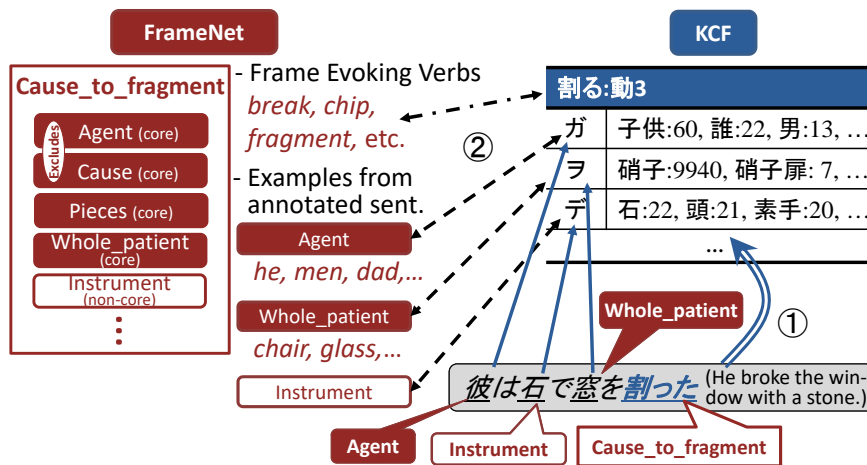 FrameNet
KCF
Cause_to_fragment
Agent (core)
Excludes
Cause (core)
Pieces (core)
Whole_patient
(core)
Instrument
(non-core)
- Frame Evoking Verbs
break, chip,
fragment, etc.
- Examples from
annotated sent.
Agent
he, men, dad,...
Whole_patient
chair, glass,...
Instrument
②
割る:動3
ガ 子供:60, 誰:22, 男:13, ...
ヲ 硝子:9940, 硝子扉: 7, ...
デ 石:22, 頭:21, 素手:20, ...
...
Whole_patient
①
彼は石で窓を割った (He broke the win-
dow with a stone.)
Agent
Instrument
Cause_to_fragment